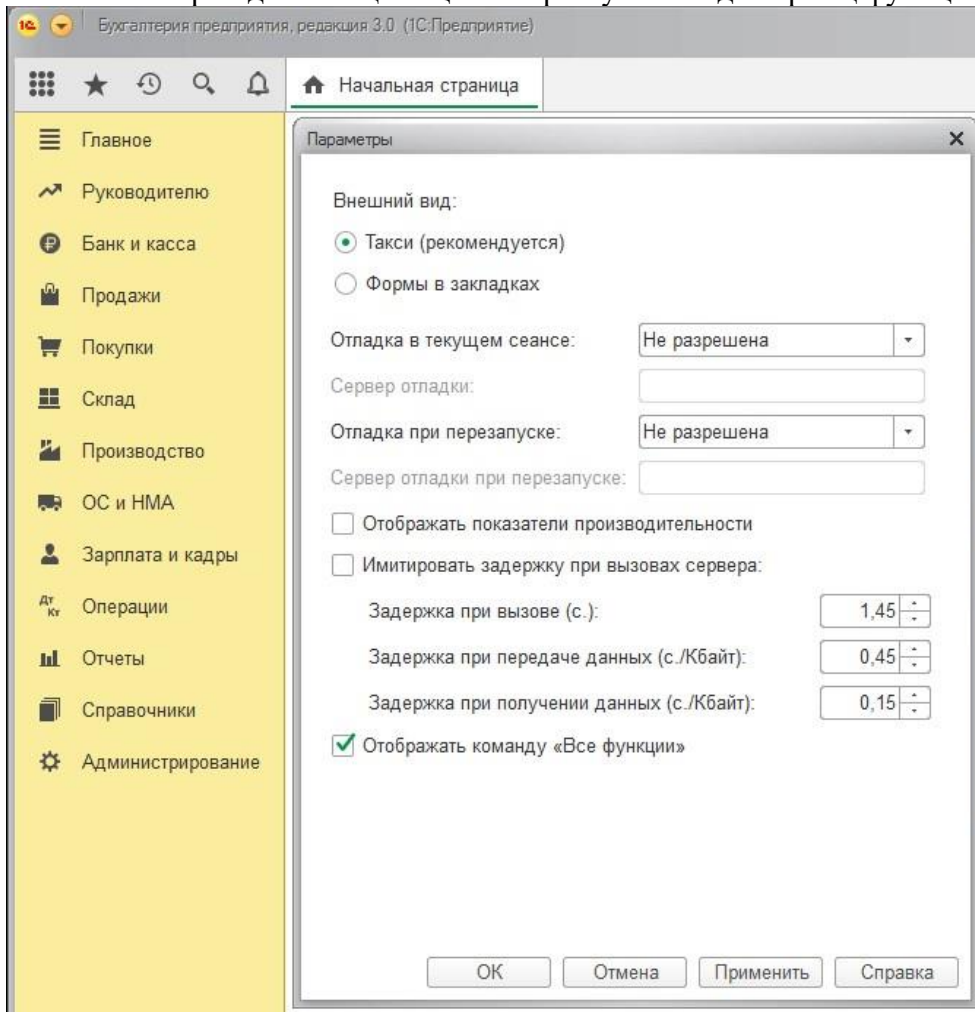 1С Бухгалтерия предприятия, редакция 3.0 (1С:Предприятие)
Начальная страница
Главное
Руководителю
Банк и касса
Продажи
Покупки
Склад
Производство
ОС и НМА
Зарплата и кадры
Дт Кт Операции
Отчеты
Справочники
Администрирование
Параметры
Внешний вид:
Такси (рекомендуется)
Формы в закладках
Отладка в текущем сеансе: Не разрешена
Сервер отладки:
Отладка при перезапуске: Не разрешена
Сервер отладки при перезапуске:
Отображать показатели производительности
Имитировать задержку при вызовах сервера:
Задержка при вызове (с.): 1,45
Задержка при передаче данных (с./Кбайт): 0,45
Задержка при получении данных (с./Кбайт): 0,15
Отображать команду «Все функции»
ОК Отмена Применить Справка